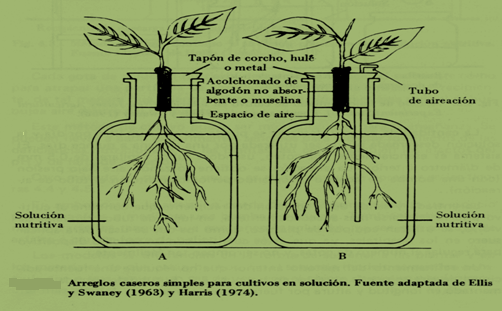 Tapón de corcho, hule
o metal
Acolchonado de
algodón no absor-
bente o muselina
Espacio de aire
Tubo
de aireación
Solución
nutritiva
Solución
nutritiva
A
B
Arreglos caseros simples para cultivos en solución. Fuente adaptada de Ellis
y Swaney (1963) y Harris (1974).